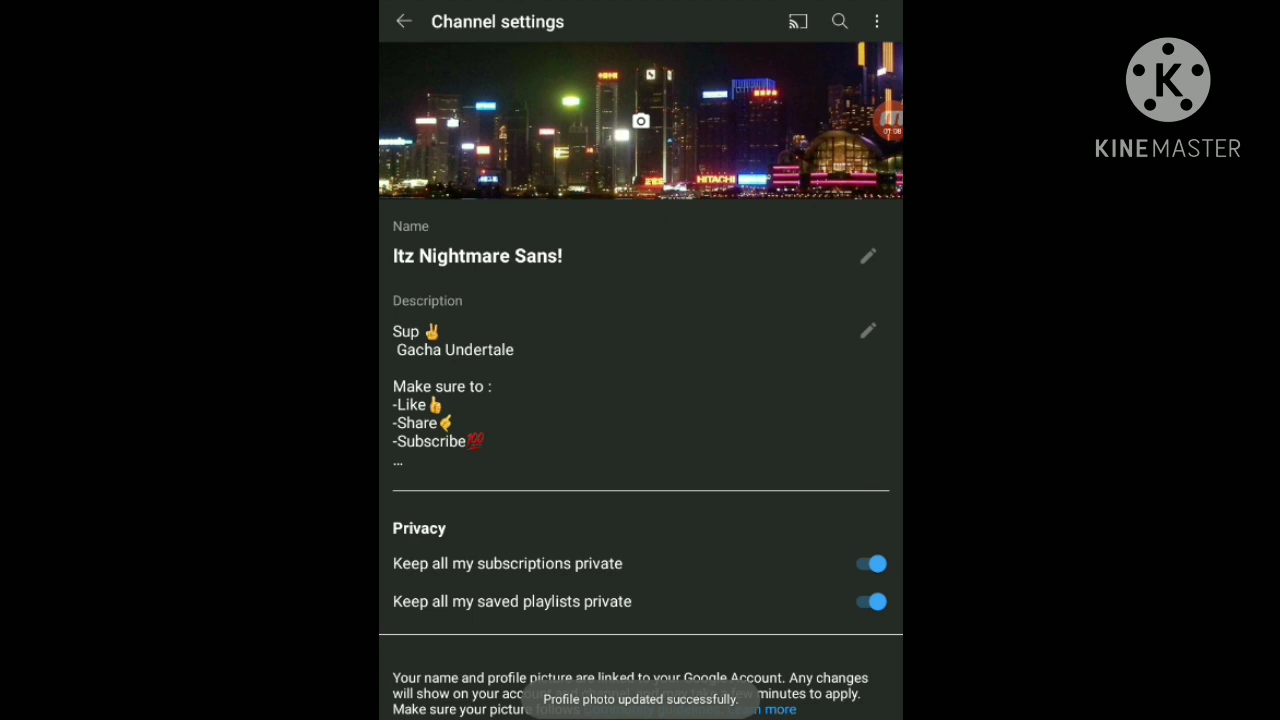 Channel settings
KINEMASTER
07:08
HITACHI
Name
Itz Nightmare Sans!
Description
Sup ✌
Gacha Undertale
Make sure to :
-Like👍
-Share
-Subscribe💯
...
Privacy
Keep all my subscriptions private
Keep all my saved playlists private
Your name and profile picture are linked to your Google Account. Any changes
will show on your minutes to apply.
Make sure your picture more
Profile photo updated successfully.